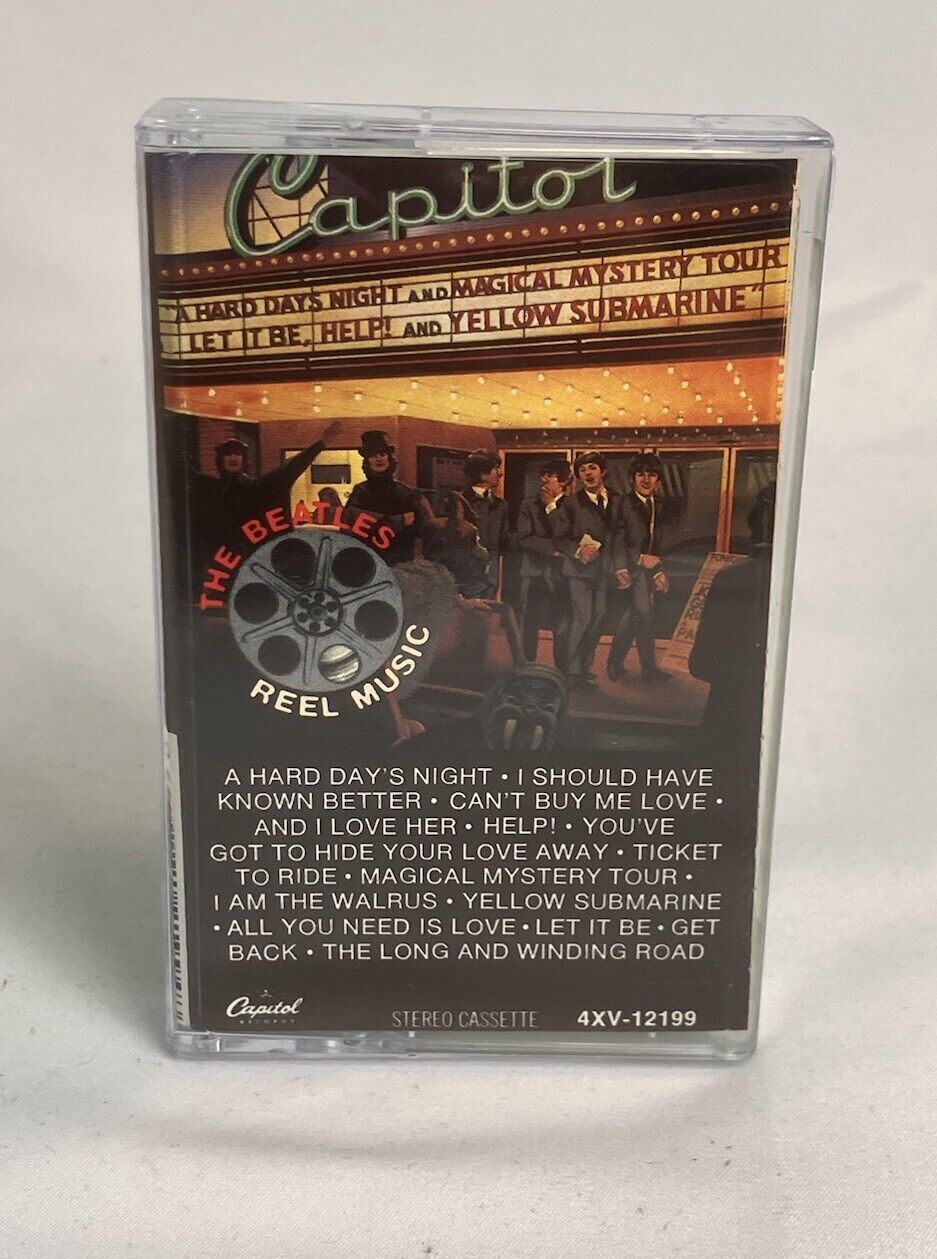 Capitol
"A HARD DAY'S NIGHT AND MAGICAL MYSTERY TOUR
LET IT BE, HELP! AND YELLOW SUBMARINE"
THE BEATLES
REEL MUSIC
A HARD DAY'S NIGHT • I SHOULD HAVE
KNOWN BETTER • CAN'T BUY ME LOVE •
AND I LOVE HER • HELP! • YOU'VE
GOT TO HIDE YOUR LOVE AWAY • TICKET
TO RIDE • MAGICAL MYSTERY TOUR •
I AM THE WALRUS • YELLOW SUBMARINE
• ALL YOU NEED IS LOVE • LET IT BE • GET
BACK • THE LONG AND WINDING ROAD
Capitol
RECORDS
STEREO CASSETTE
4XV-12199